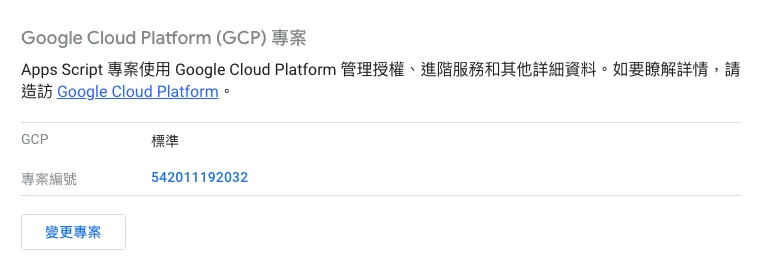 Google Cloud Platform (GCP) 專案
Apps Script 專案使用 Google Cloud Platform 管理授權、進階服務和其他詳細資料。如要瞭解詳情，請
造訪 Google Cloud Platform。
GCP 標準
專案編號 542011192032
變更專案